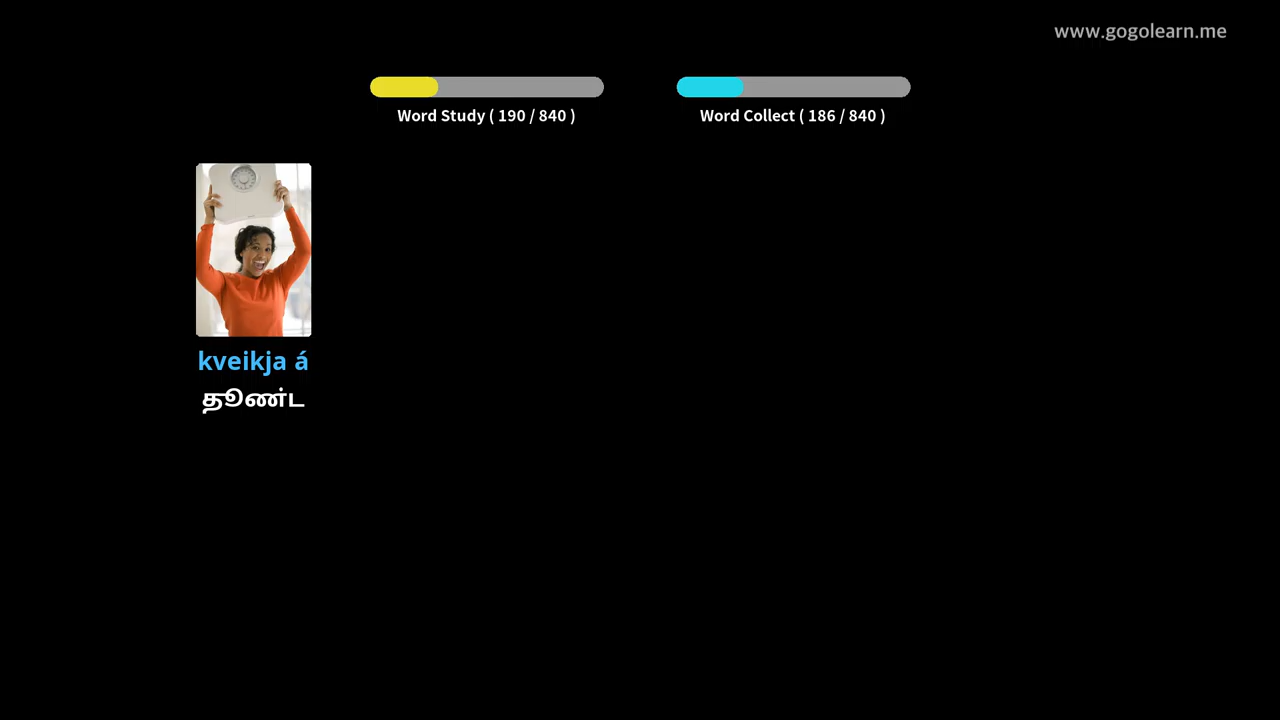 www.gogolearn.me
Word Study ( 190 / 840 )
Word Collect ( 186 / 840 )
kveikja á
தூண்ட